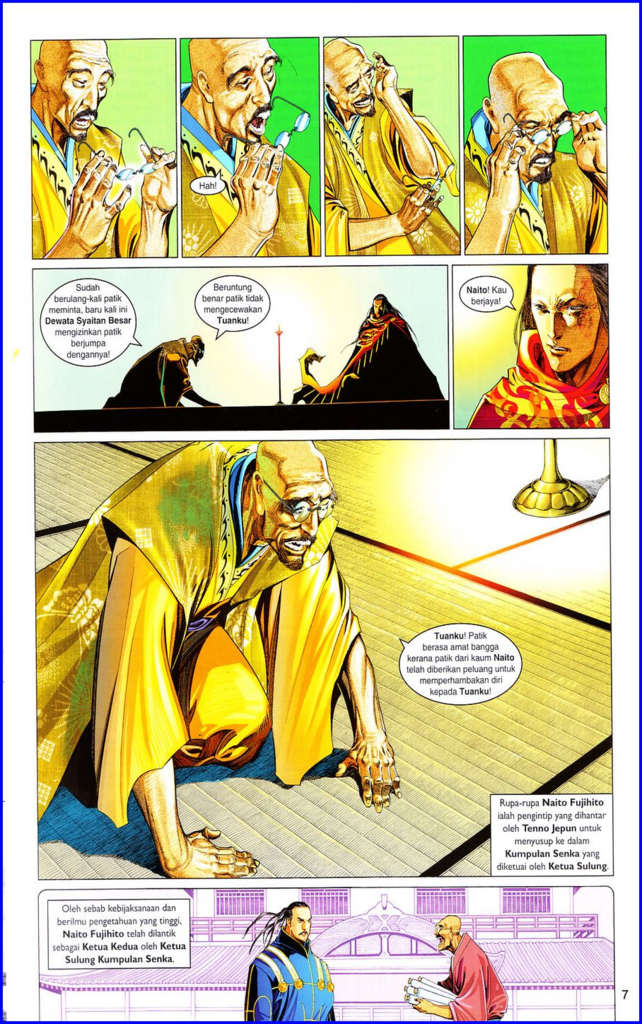 Hah!
Sudah
berulang-kali patik
meminta, baru kali ini
Dewata Syaitan Besar
mengizinkan patik
berjumpa
dengannya!
Beruntung
benar patik tidak
mengecewakan
Tuanku!
Naito! Kau
berjaya!
Tuanku! Patik
berasa amat bangga
kerana patik dari kaum Naito
telah diberikan peluang untuk
memperhambakan diri
kepada Tuanku!
Rupa-rupa Naito Fujihito
ialah pengintip yang dihantar
oleh Tenno Jepun untuk
menyusup ke dalam
Kumpulan Senka yang
diketuai oleh Ketua Sulung.
Oleh sebab kebijaksanaan dan
berilmu pengetahuan yang tinggi,
Naito Fujihito telah dilantik
sebagai Ketua Kedua oleh Ketua
Sulung Kumpulan Senka.
7